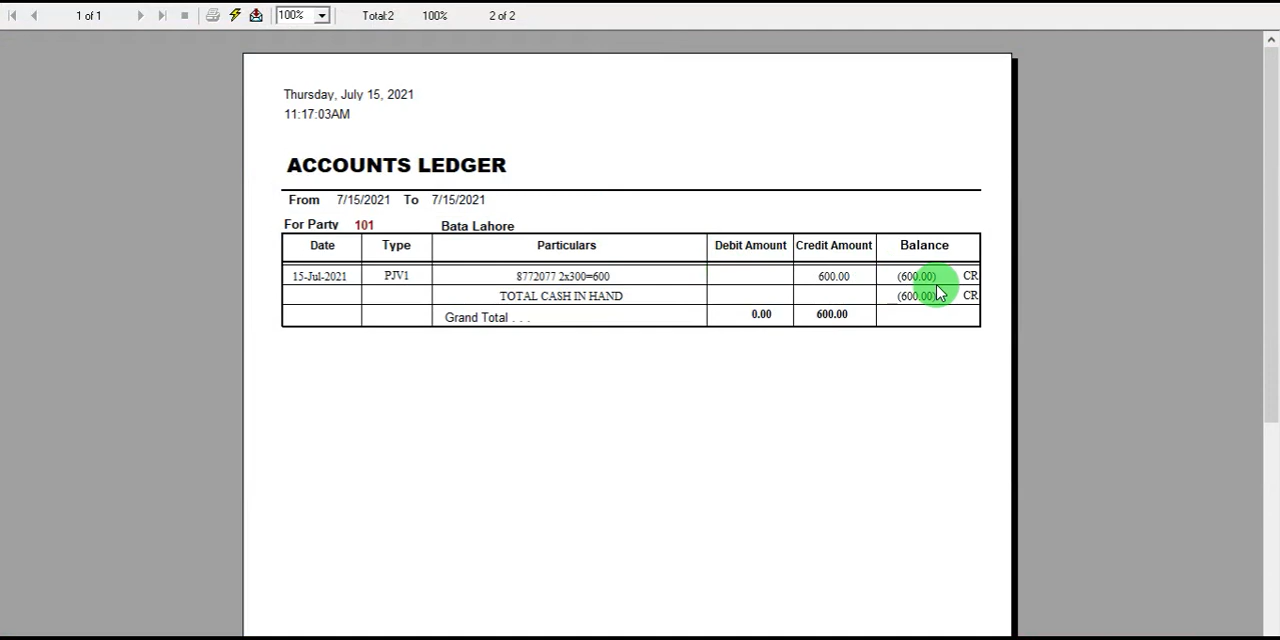 1 of 1 100% Total:2 100% 2 of 2
Thursday, July 15, 2021
11:17:03AM
ACCOUNTS LEDGER
From 7/15/2021 To 7/15/2021
For Party 101 Bata Lahore
Date Type Particulars Debit Amount Credit Amount Balance
15-Jul-2021 PJV1 8772077 2x300=600 600.00 (600.00) CR
TOTAL CASH IN HAND (600.00) CR
Grand Total . . . 0.00 600.00